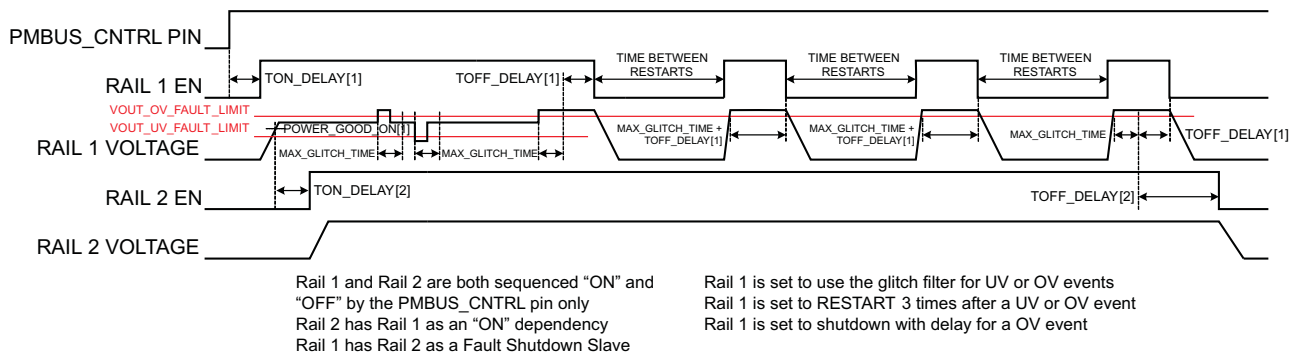 PMBUS_CNTRL PIN
RAIL 1 EN
TON_DELAY[1]
TOFF_DELAY[1]
TIME BETWEEN
RESTARTS
TIME BETWEEN
RESTARTS
TIME BETWEEN
RESTARTS
VOUT_OV_FAULT_LIMIT
VOUT_UV_FAULT_LIMIT
POWER_GOOD_ON[1]
RAIL 1 VOLTAGE
MAX_GLITCH_TIME
MAX_GLITCH_TIME
MAX_GLITCH_TIME +
TOFF_DELAY[1]
MAX_GLITCH_TIME +
TOFF_DELAY[1]
MAX_GLITCH_TIME
TOFF_DELAY[1]
RAIL 2 EN
TON_DELAY[2]
TOFF_DELAY[2]
RAIL 2 VOLTAGE
Rail 1 and Rail 2 are both sequenced “ON” and
“OFF” by the PMBUS_CNTRL pin only
Rail 2 has Rail 1 as an “ON” dependency
Rail 1 has Rail 2 as a Fault Shutdown Slave
Rail 1 is set to use the glitch filter for UV or OV events
Rail 1 is set to RESTART 3 times after a UV or OV event
Rail 1 is set to shutdown with delay for a OV event